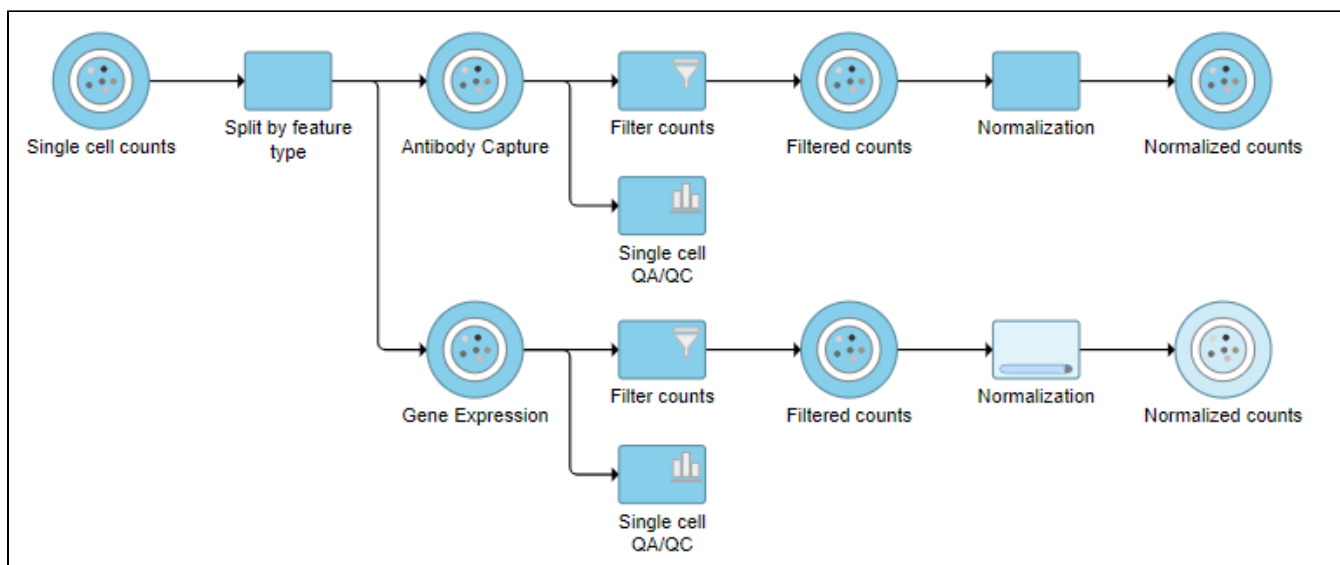 Single cell counts
Split by feature
type
Antibody Capture
Filter counts
Filtered counts
Normalization
Normalized counts
Single cell
QA/QC
Gene Expression
Filter counts
Filtered counts
Normalization
Normalized counts
Single cell
QA/QC